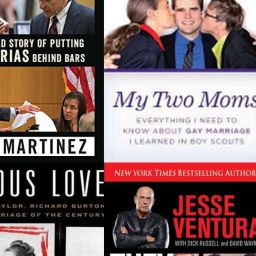 D STORY OF PUTTING
RIAS BEHIND BARS
MARTINEZ
OUS LOVE
YLOR, RICHARD BURTON
RIAGE OF THE CENTURY
My Two Moms
EVERYTHING I NEED TO
KNOW ABOUT GAY MARRIAGE
I LEARNED IN BOY SCOUTS
NEW YORK TIMES BESTSELLING AUTHOR
JESSE
VENTURA
WITH DICK RUSSELL and DAVID WAYN